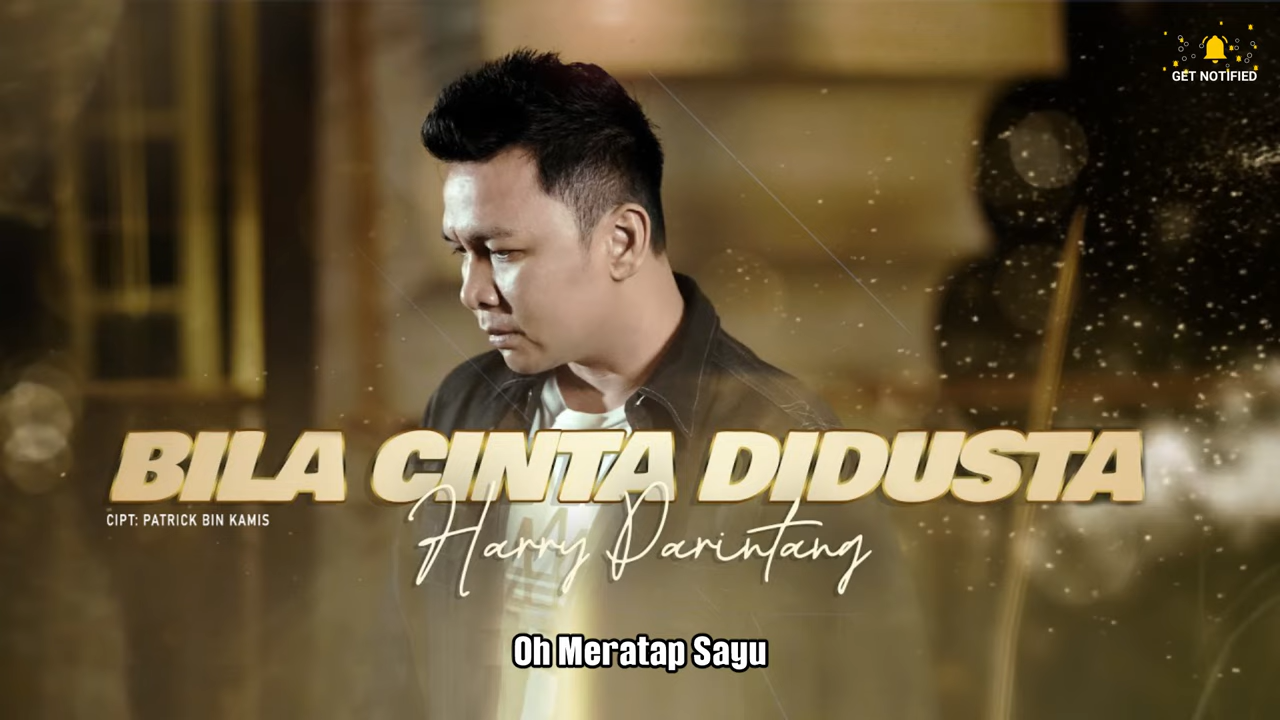 GET NOTIFIED
BILA CINTA DIDUSTA
CIPT: PATRICK BIN KAMIS
Harry Parintang
Oh Meratap Sayu